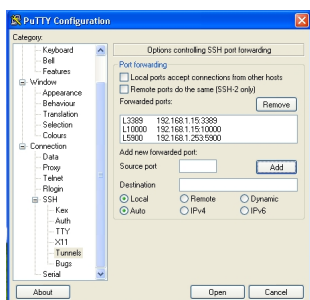 PuTTY Configuration
Category:
Keyboard
Bell
Features
Window
Appearance
Behaviour
Translation
Selection
Colours
Connection
Data
Proxy
Telnet
Rlogin
SSH
Kex
Auth
TTY
X11
Tunnels
Bugs
Serial
Options controlling SSH port forwarding
Port forwarding
Local ports accept connections from other hosts
Remote ports do the same (SSH-2 only)
Forwarded ports:
Remove
L3389 192.168.1.15:3389
L10000 192.168.1.15:10000
L5900 192.168.1.253:5900
Add new forwarded port:
Source port
Add
Destination
Local Remote Dynamic
Auto IPv4 IPv6
About
Open
Cancel